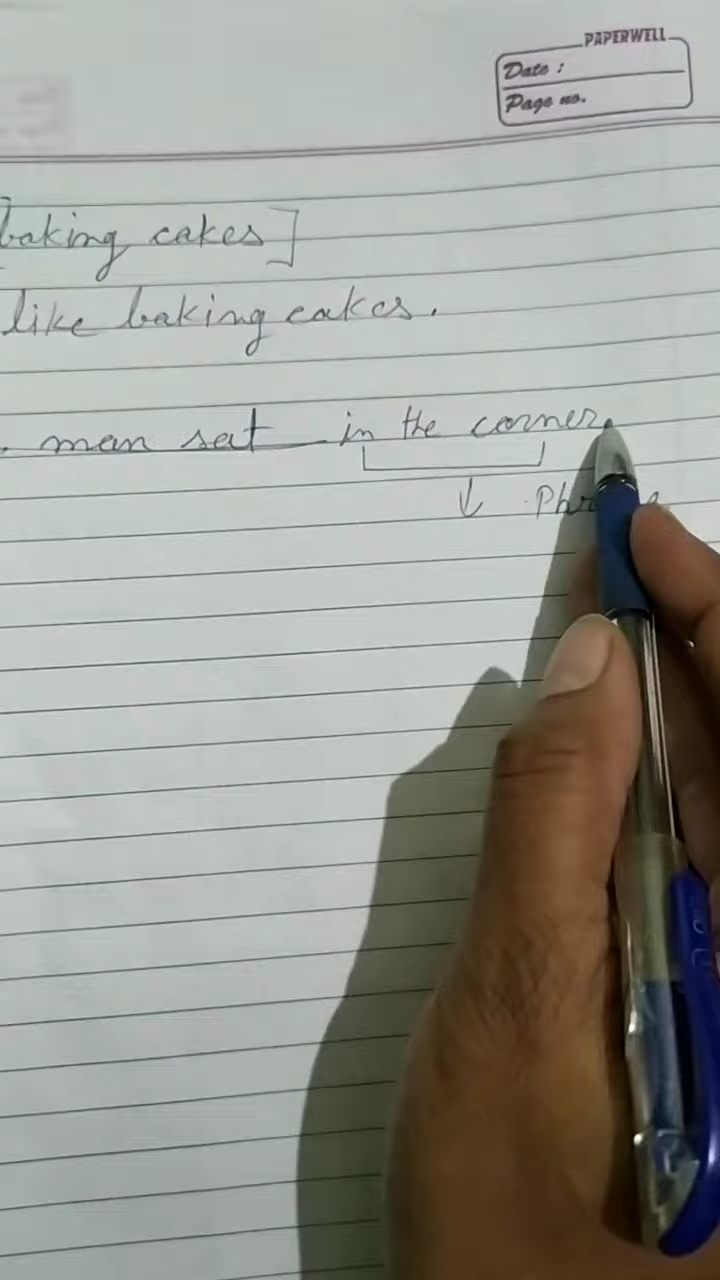 PAPERWELL
Date :
Page no.
baking cakes]
like baking cakes.
. man sat in the corner.
↓